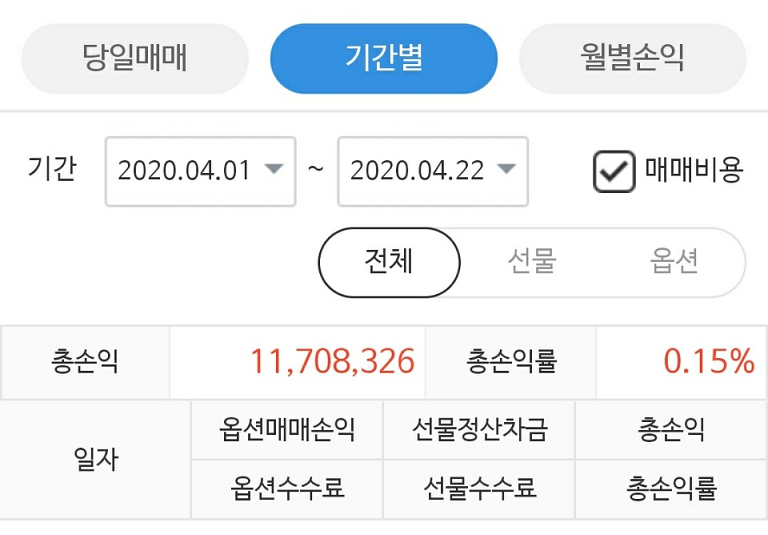 당일매매 기간별 월별손익
기간 2020.04.01 ~ 2020.04.22 매매비용
전체 선물 옵션
총손익 11,708,326 총손익률 0.15%
일자
옵션매매손익 선물정산차금 총손익
옵션수수료 선물수수료 총손익률